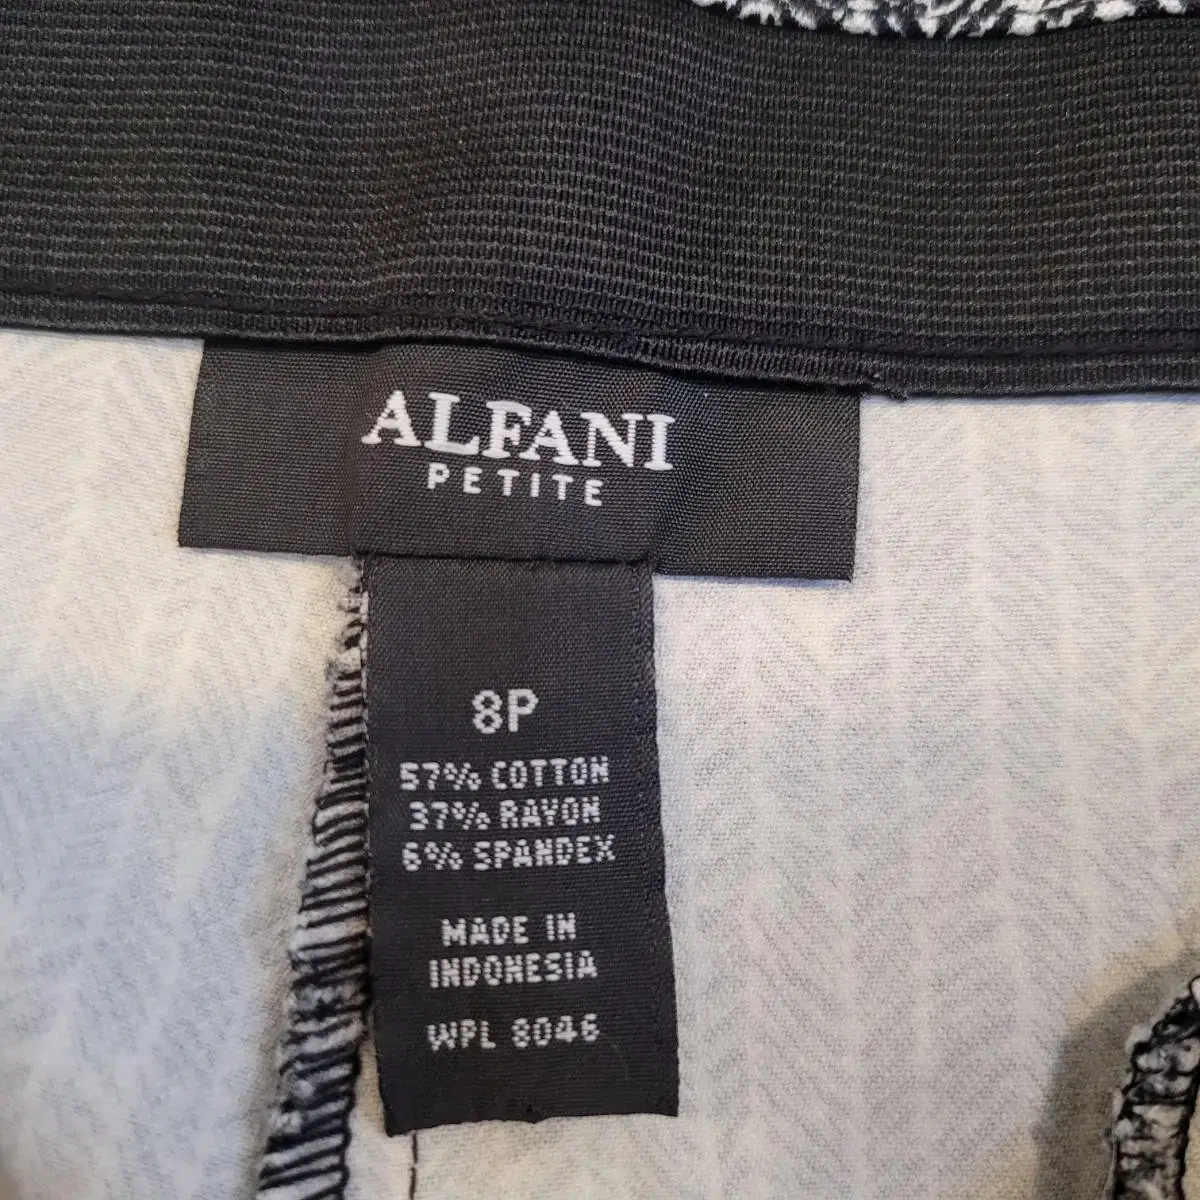 ALFANI
PETITE
8P
57% COTTON
37% RAYON
6% SPANDEX
MADE IN
INDONESIA
WPL 8046